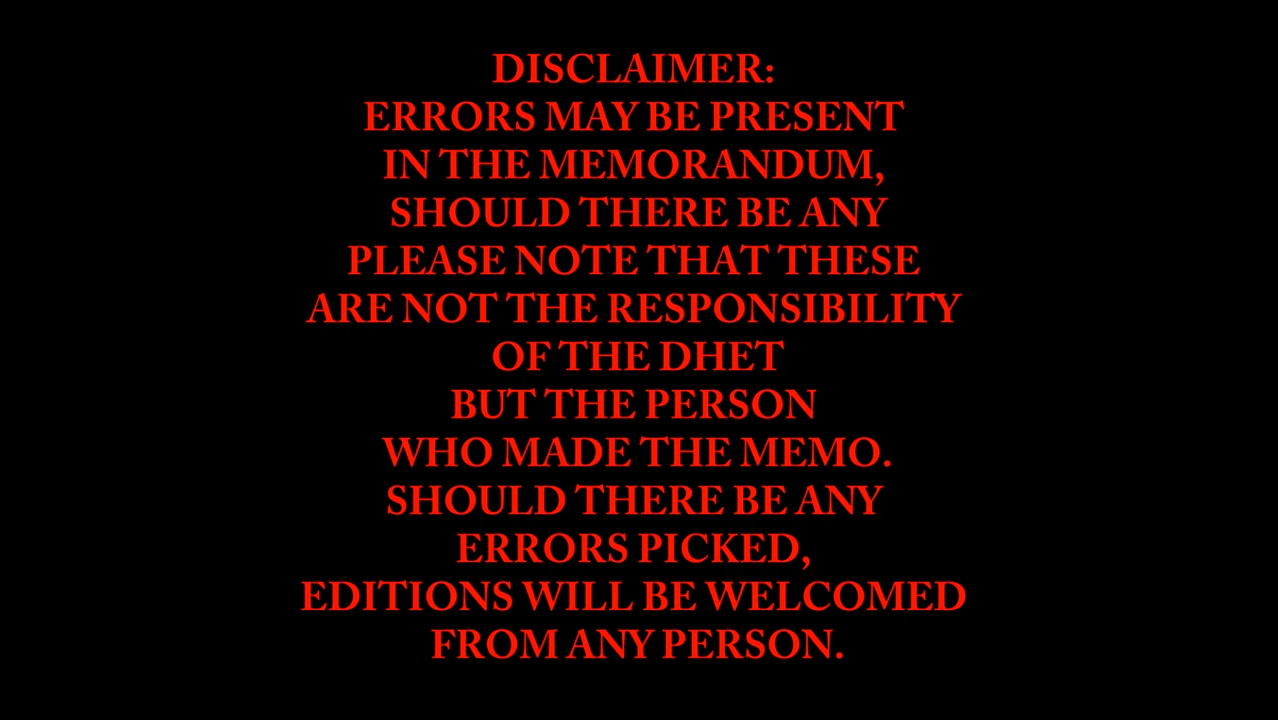 DISCLAIMER:
ERRORS MAY BE PRESENT
IN THE MEMORANDUM,
SHOULD THERE BE ANY
PLEASE NOTE THAT THESE
ARE NOT THE RESPONSIBILITY
OF THE DHET
BUT THE PERSON
WHO MADE THE MEMO.
SHOULD THERE BE ANY
ERRORS PICKED,
EDITIONS WILL BE WELCOMED
FROM ANY PERSON.